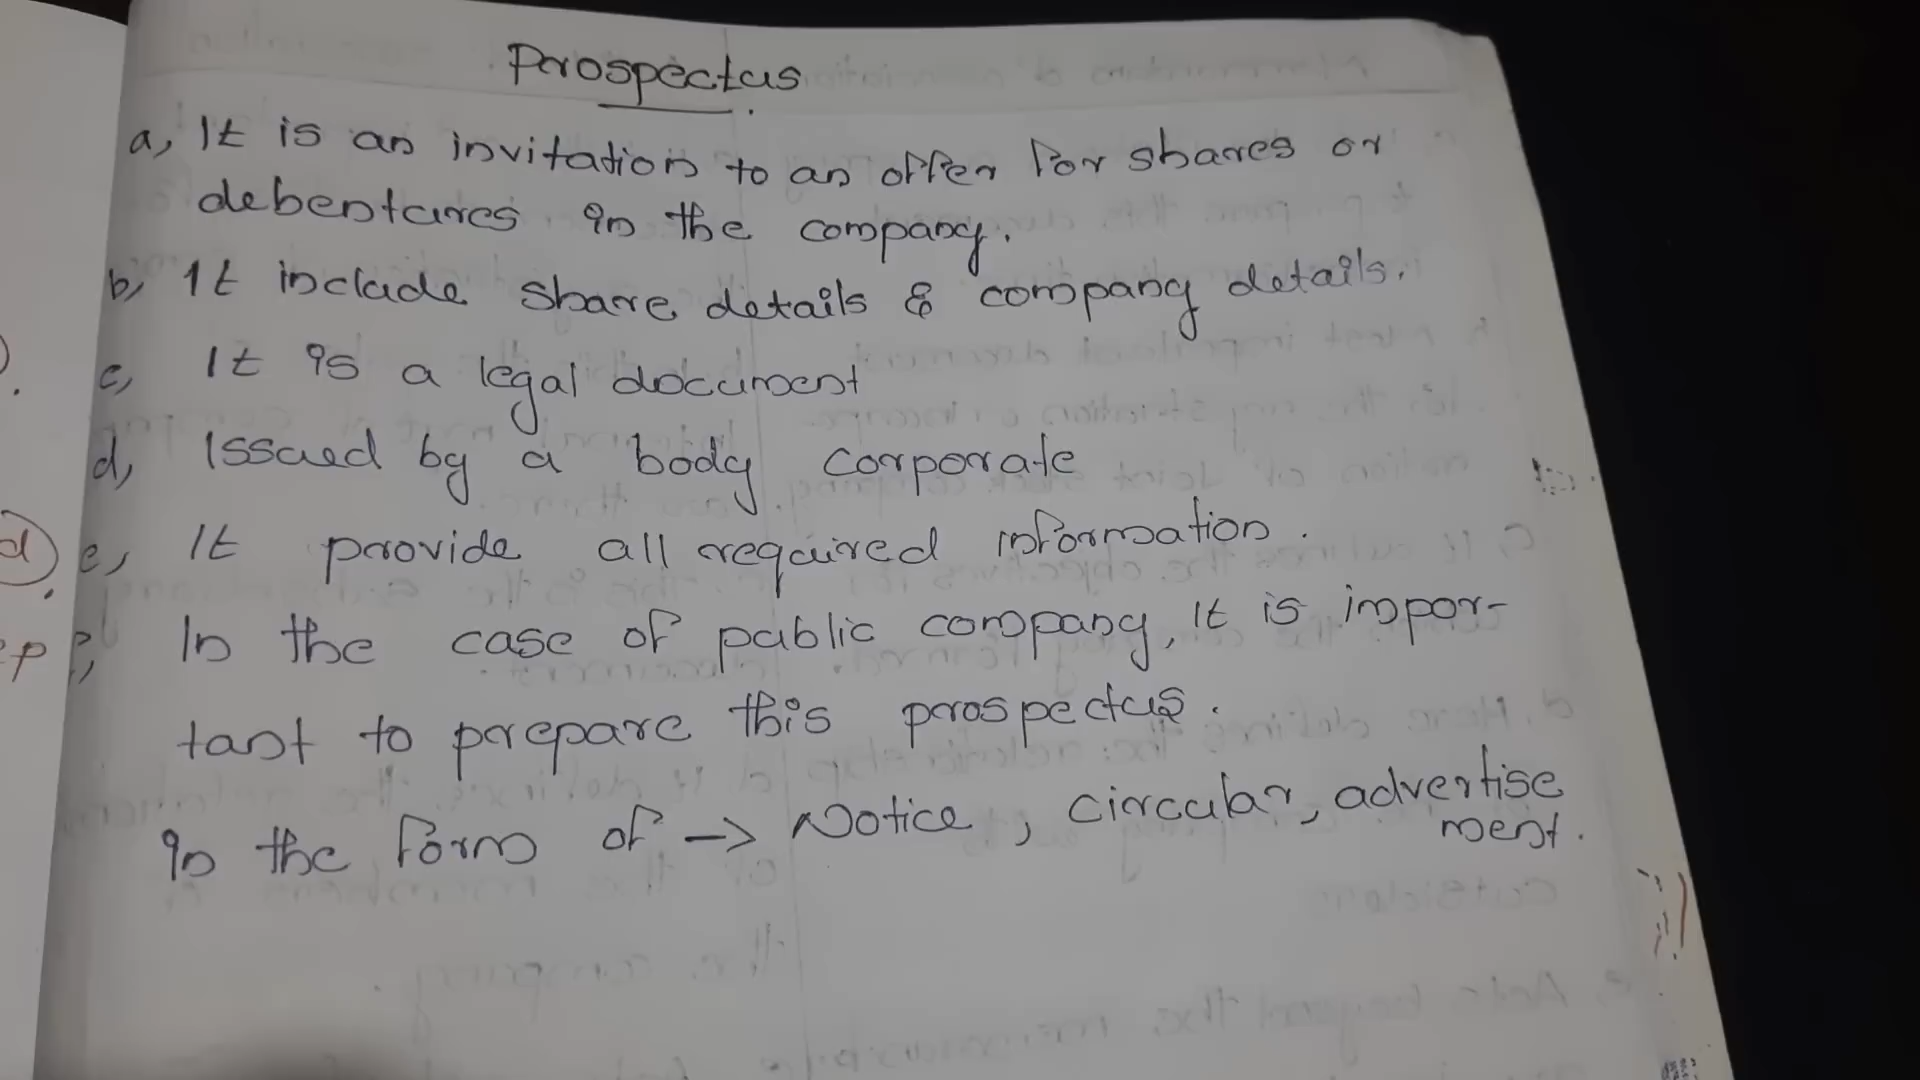 Prospectus
a, It is an invitation to an offer for shares or
debentures in the company.
b, It include share details & company details.
c, It is a legal document
d, Issued by a body corporate
e, It provide all required information.
f, In the case of public company, it is impor-
tant to prepare this prospectus.
In the form of -> Notice, circular, advertise
ment.